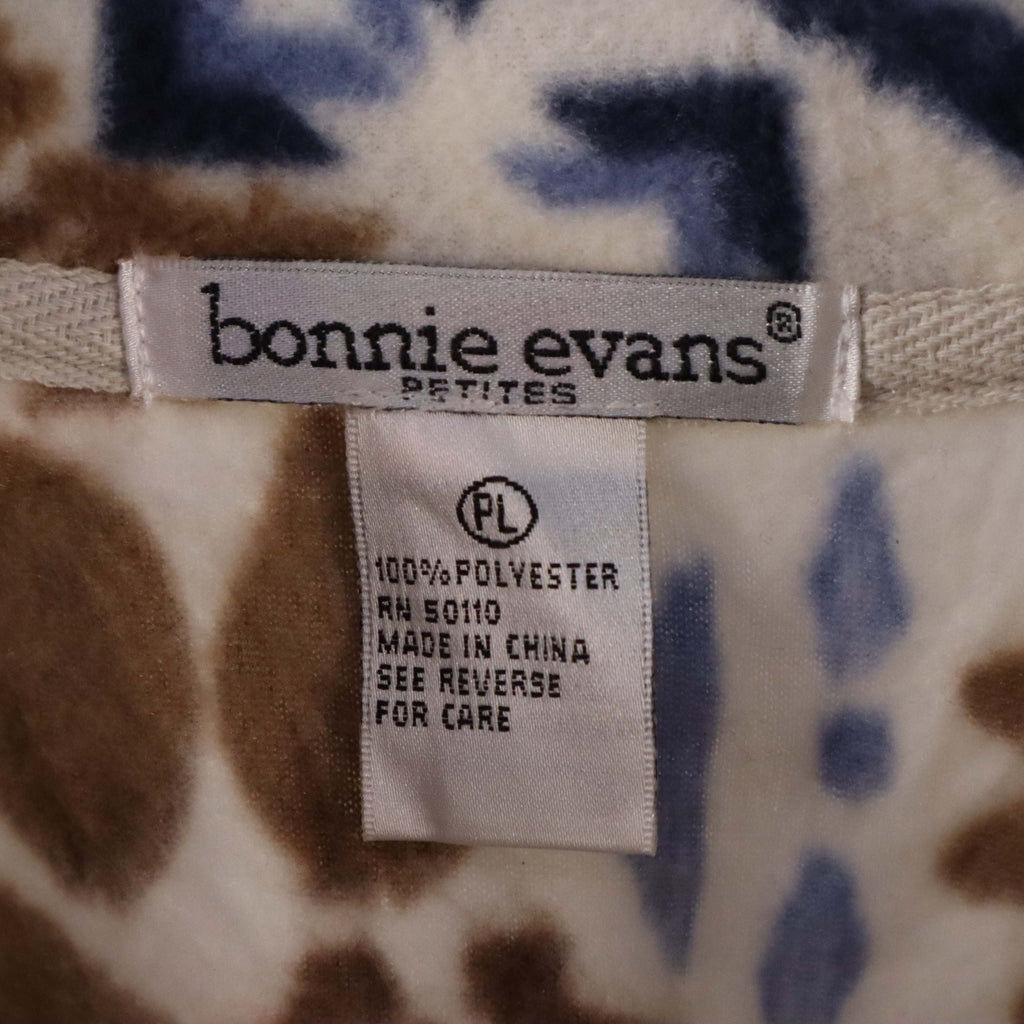 bonnie evans®
PETITES
PL
100% POLYESTER
RN 50110
MADE IN CHINA
SEE REVERSE
FOR CARE